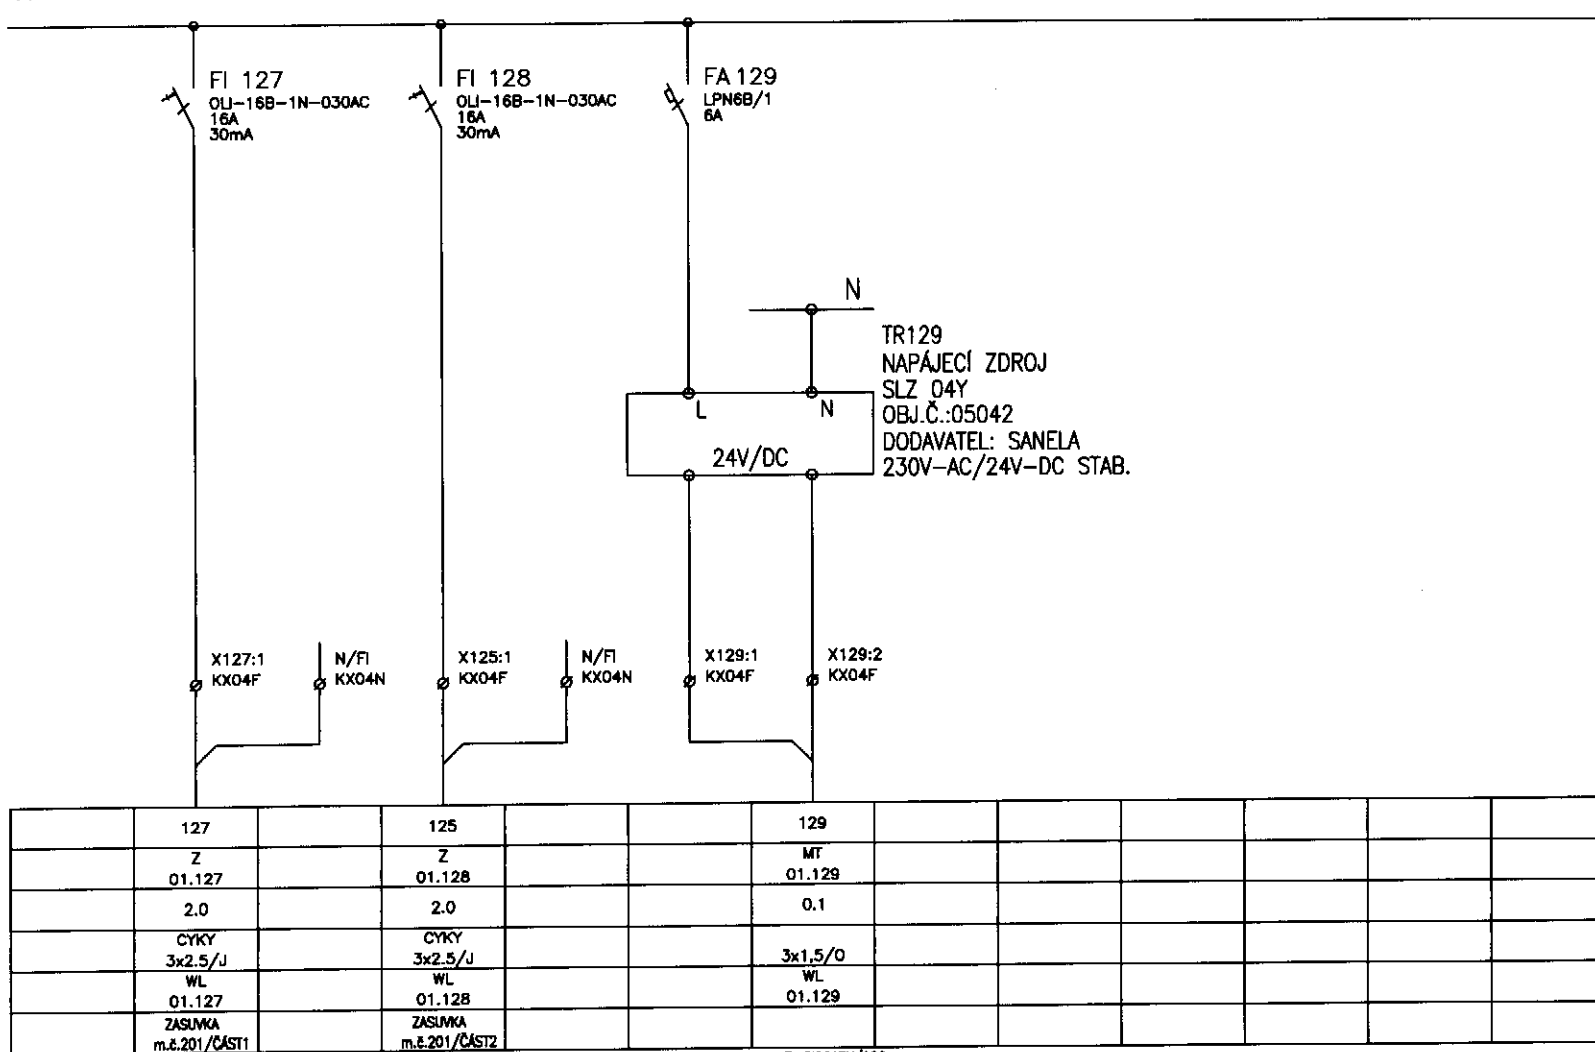 FI 127
OLI-16B-1N-030AC
16A
30mA
FI 128
OLI-16B-1N-030AC
16A
30mA
FA 129
LPN6B/1
6A
N
TR129
NAPÁJECÍ ZDROJ
SLZ 04Y
OBJ.Č.:05042
DODAVATEL: SANELA
230V-AC/24V-DC STAB.
L N
24V/DC
X127:1
KX04F
N/FI
KX04N
X125:1
KX04F
N/FI
KX04N
X129:1
KX04F
X129:2
KX04F
127 125 129
Z Z MT
01.127 01.128 01.129
2.0 2.0 0.1
CYKY CYKY
3x2.5/J 3x2.5/J 3x1,5/O
WL WL WL
01.127 01.128 01.129
ZASUVKA ZASUVKA
m.č.201/ČÁST1 m.č.201/ČÁST2